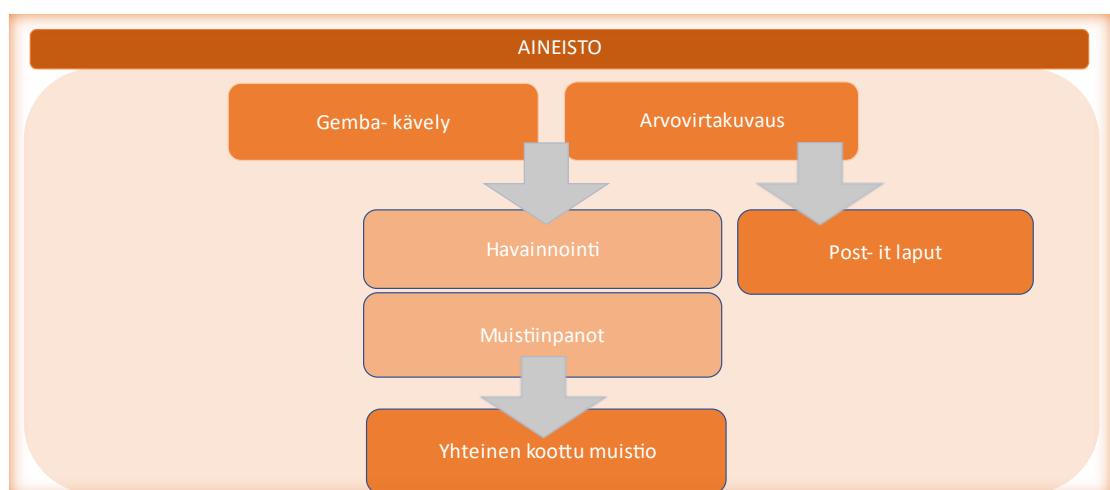 AINEISTO
Gemba- kävely
Arvovirtakuvaus
Havainnointi
Post- it laput
Muistiinpanot
Yhteinen koottu muistio